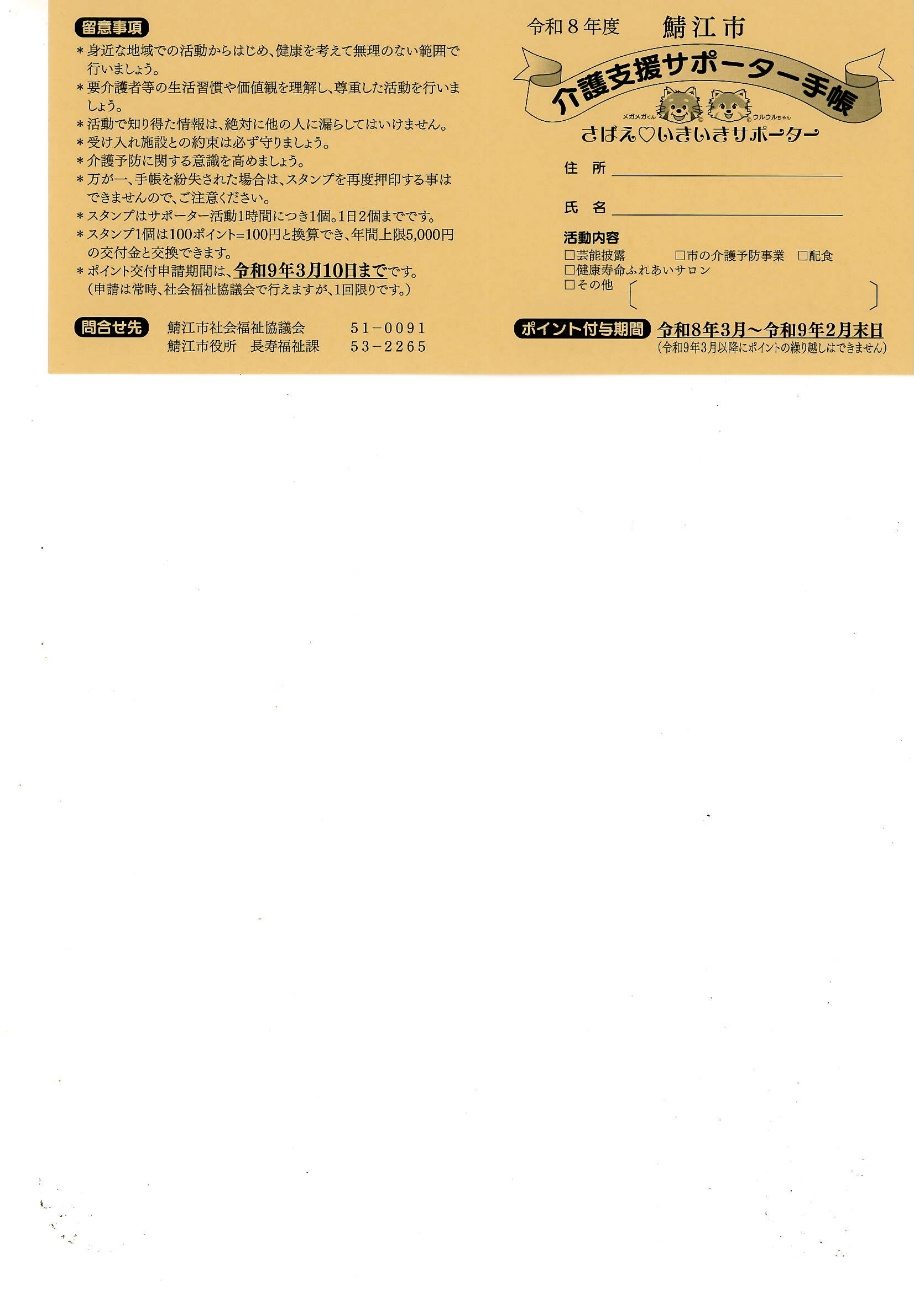 留意事項
＊身近な地域での活動からはじめ、健康を考えて無理のない範囲で
行いましょう。
＊要介護者等の生活習慣や価値観を理解し、尊重した活動を行いま
しょう。
＊活動で知り得た情報は、絶対に他の人に漏らしてはいけません。
＊受け入れ施設との約束は必ず守りましょう。
＊介護予防に関する意識を高めましょう。
＊万が一、手帳を紛失された場合は、スタンプを再度押印する事は
できませんので、ご注意ください。
＊スタンプはサポーター活動1時間につき1個。1日2個までです。
＊スタンプ1個は100ポイント=100円と換算でき、年間上限5,000円
の交付金と交換できます。
＊ポイント交付申請期間は、令和9年3月10日までです。
（申請は常時、社会福祉協議会で行えますが、1回限りです。）
問合せ先 鯖江市社会福祉協議会 51-0091
鯖江市役所 長寿福祉課 53-2265
令和８年度 鯖江市
介護支援サポーター手帳
メガメガくん ウルウルちゃん
さばえ♡いきいきサポーター
住 所
氏 名
活動内容
□芸能披露 □市の介護予防事業 □配食
□健康寿命ふれあいサロン
□その他
ポイント付与期間 令和8年3月～令和9年2月末日
（令和9年3月以降にポイントの繰り越しはできません）